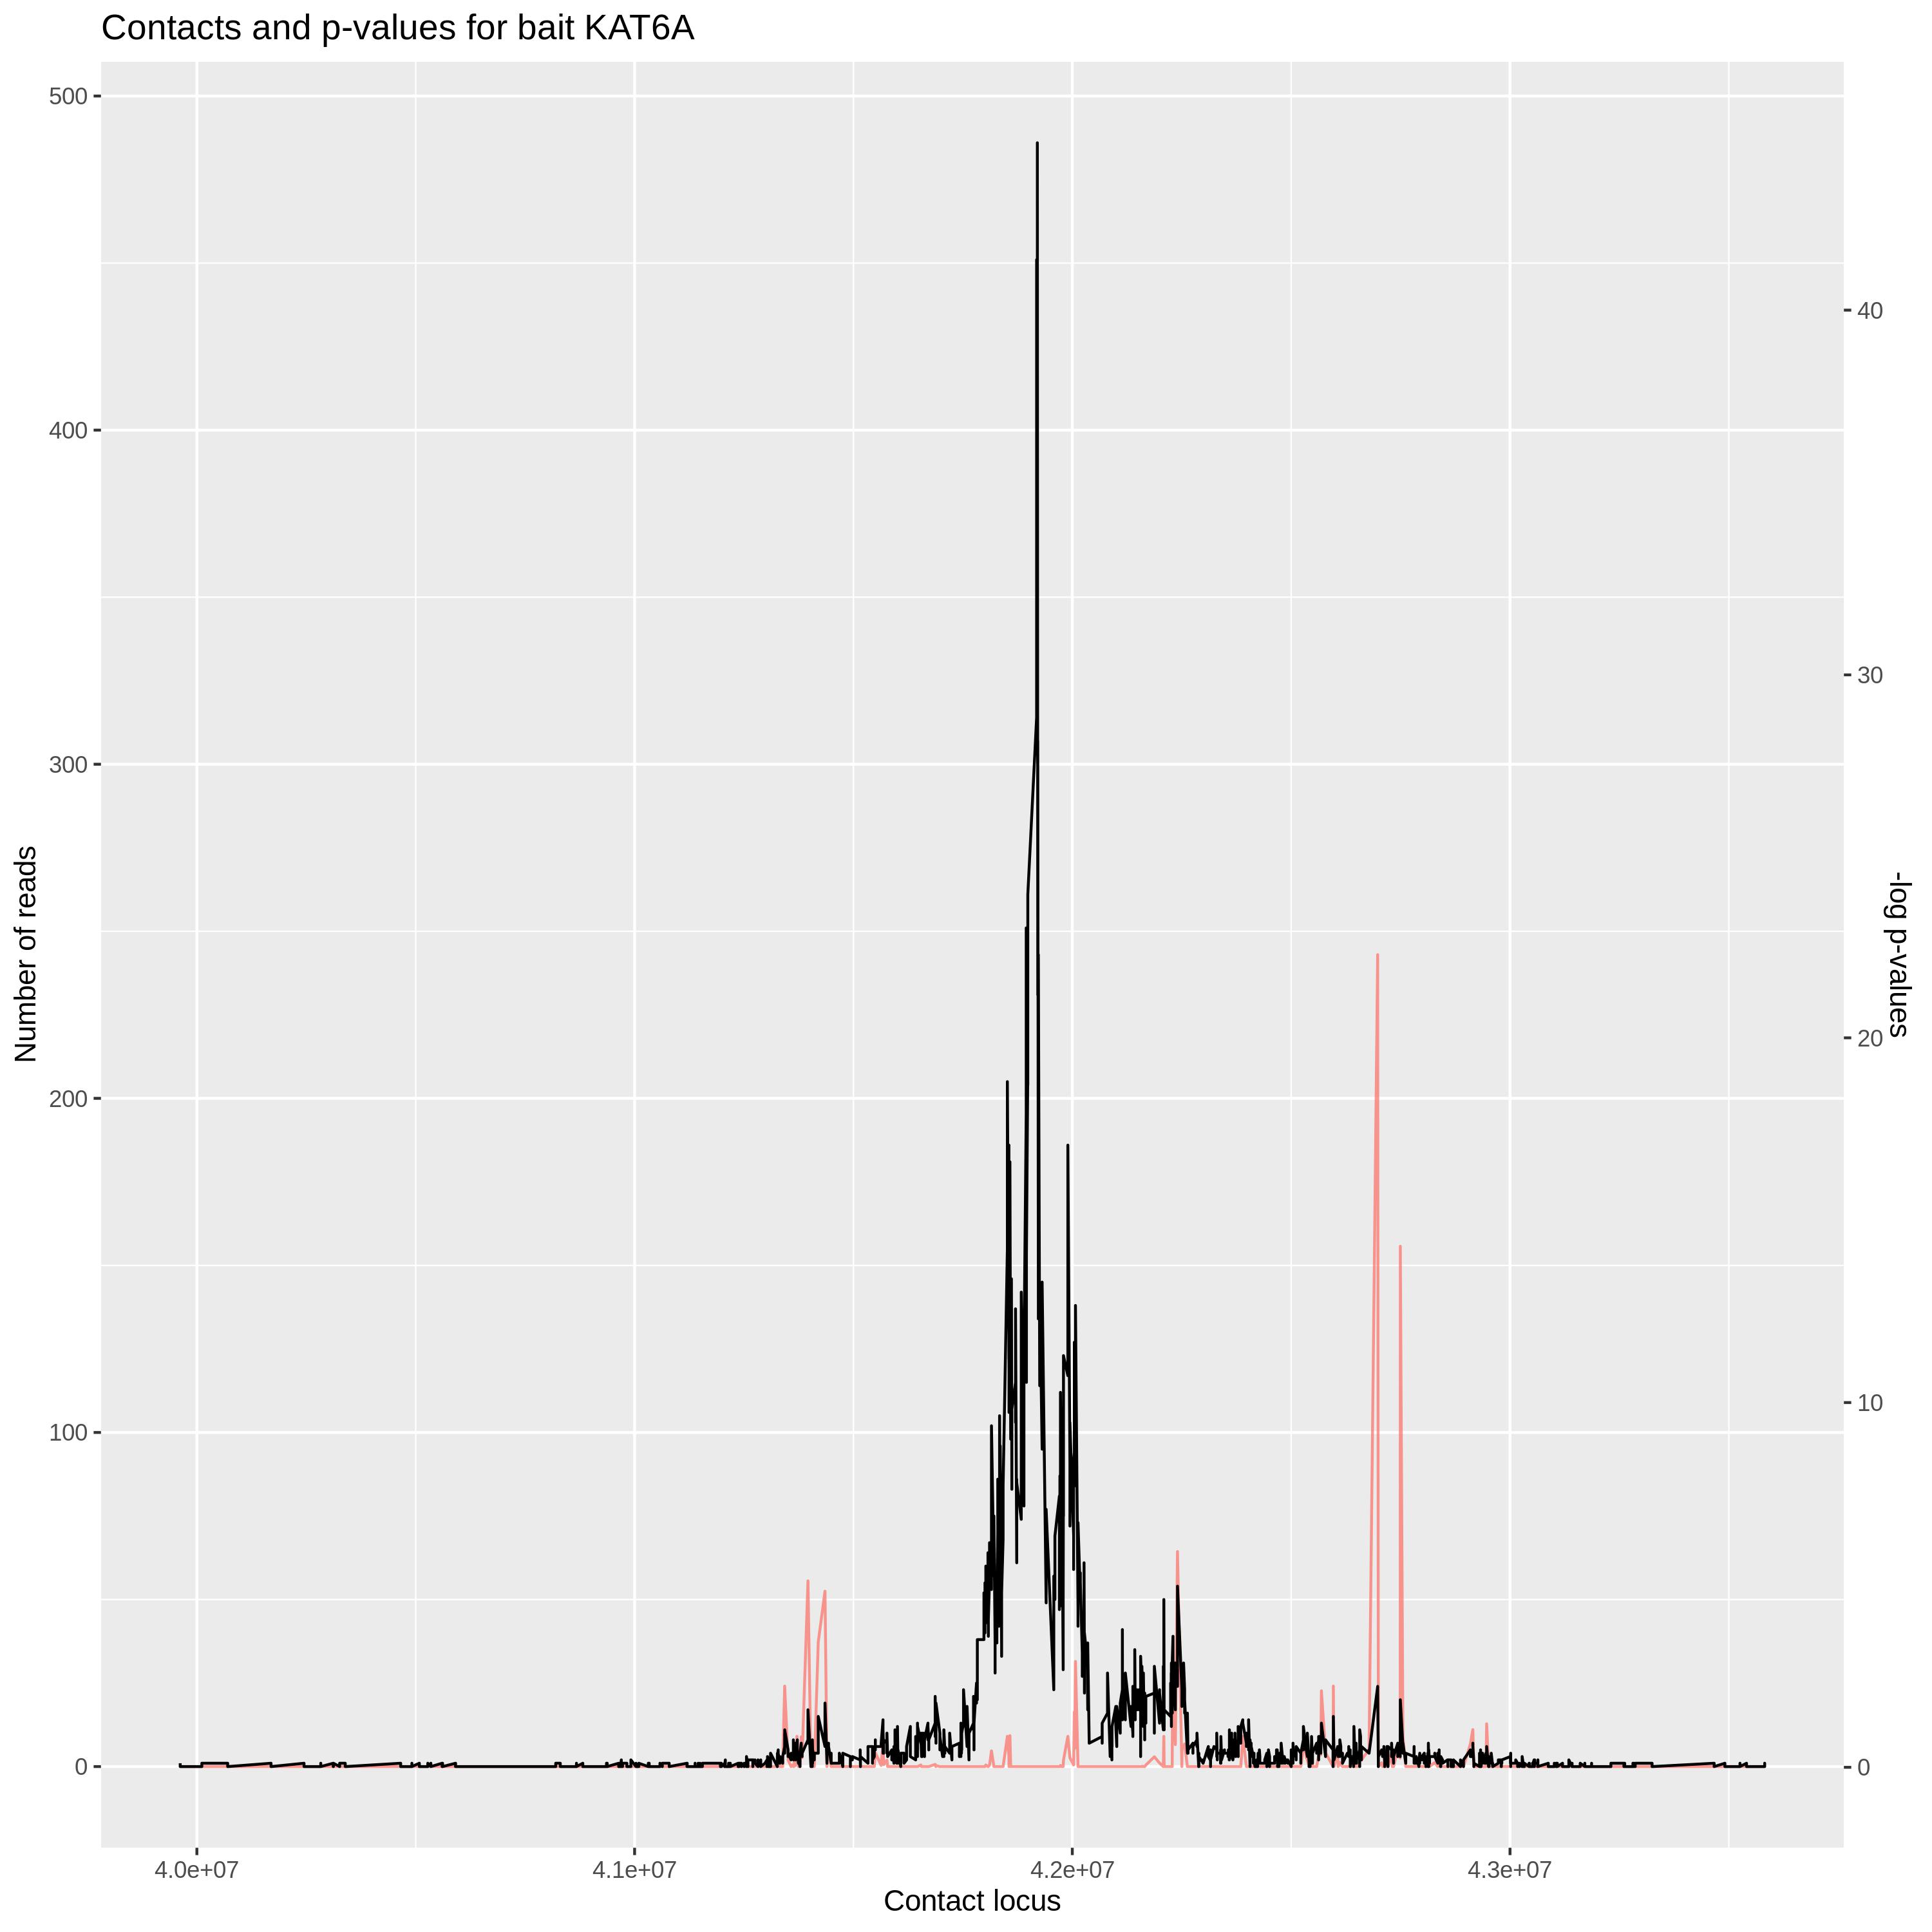 Contacts and p-values for bait KAT6A
500
400
300
200
100
0
Number of reads
40
30
20
10
0
-log p-values
4.0e+07
4.1e+07
4.2e+07
4.3e+07
Contact locus